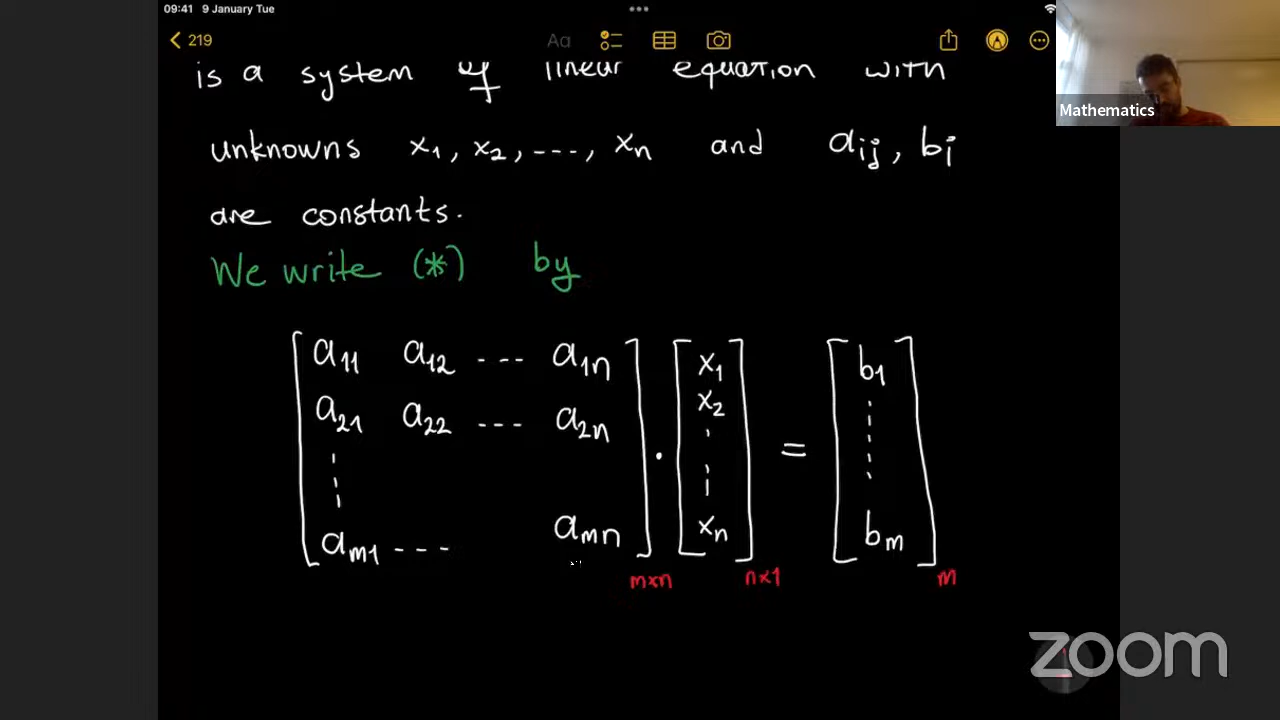 09:41 9 January Tue
219
Aa
Mathematics
is a system of linear equation with
unknowns x₁, x₂, ---, xₙ and aᵢⱼ, bᵢ
are constants.
We write (*) by
[ a₁₁ a₁₂ --- a₁ₙ ] [ x₁ ] [ b₁ ]
[ a₂₁ a₂₂ --- a₂ₙ ] [ x₂ ]
. =
[ aₘ₁ --- aₘₙ ] [ xₙ ] [ bₘ ]
m×n n×1 m
zoom